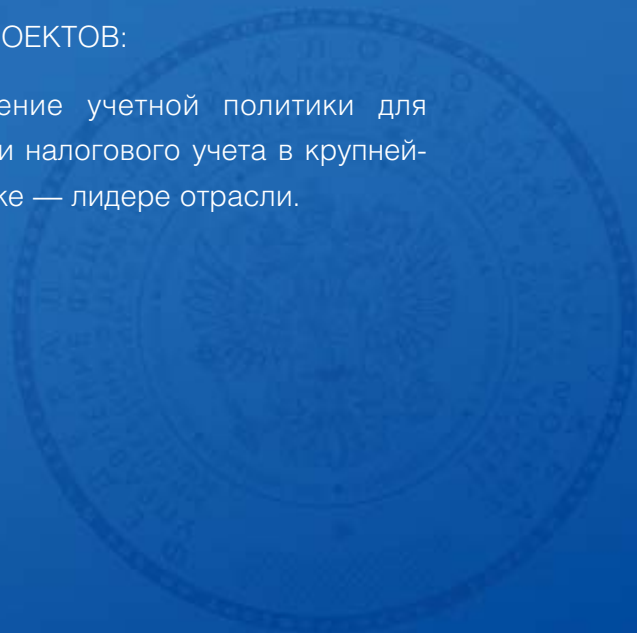 ОЕКТОВ:
ение учетной политики для
и налогового учета в крупней-
ке — лидере отрасли.